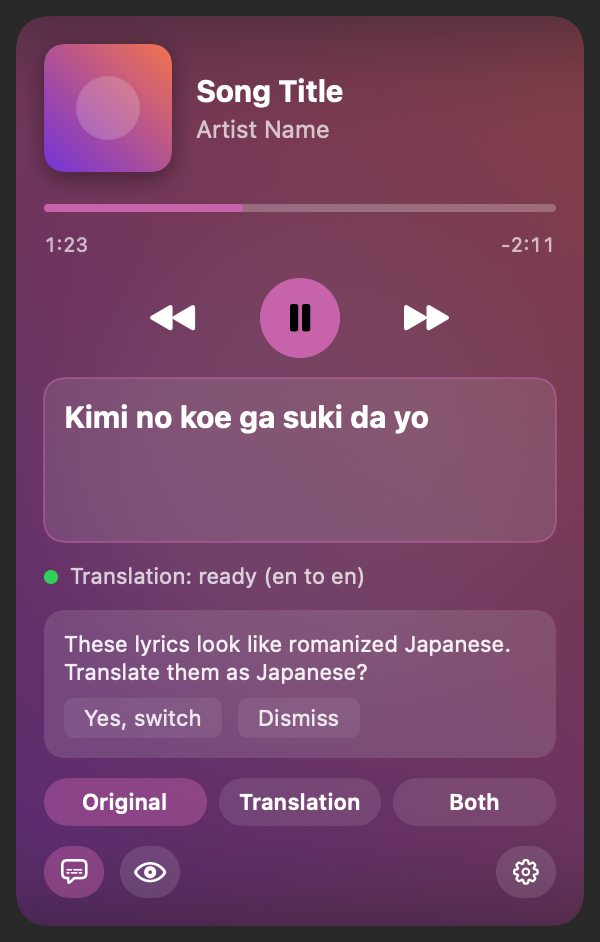 Song Title
Artist Name
1:23
-2:11
Kimi no koe ga suki da yo
Translation: ready (en to en)
These lyrics look like romanized Japanese.
Translate them as Japanese?
Yes, switch
Dismiss
Original
Translation
Both